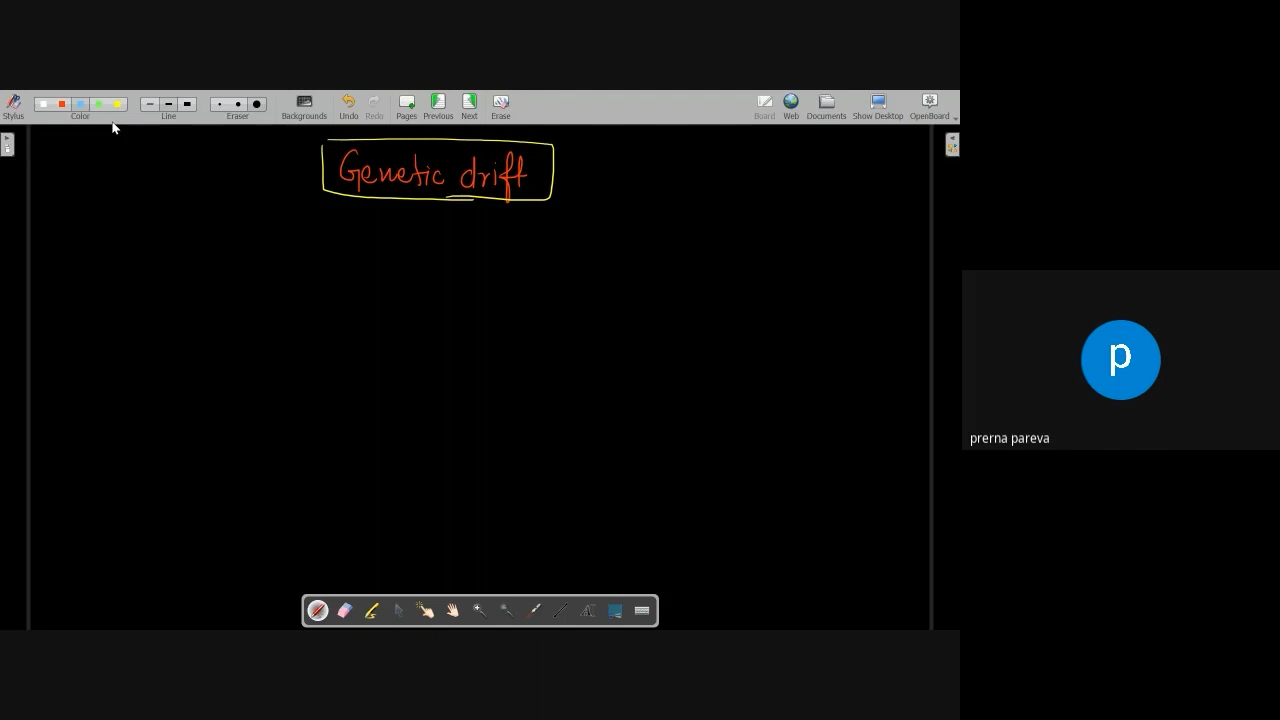 Stylus Color Line Eraser Backgrounds Undo Redo Pages Previous Next Erase Board Web Documents Show Desktop OpenBoard
Genetic drift
p
prerna pareva